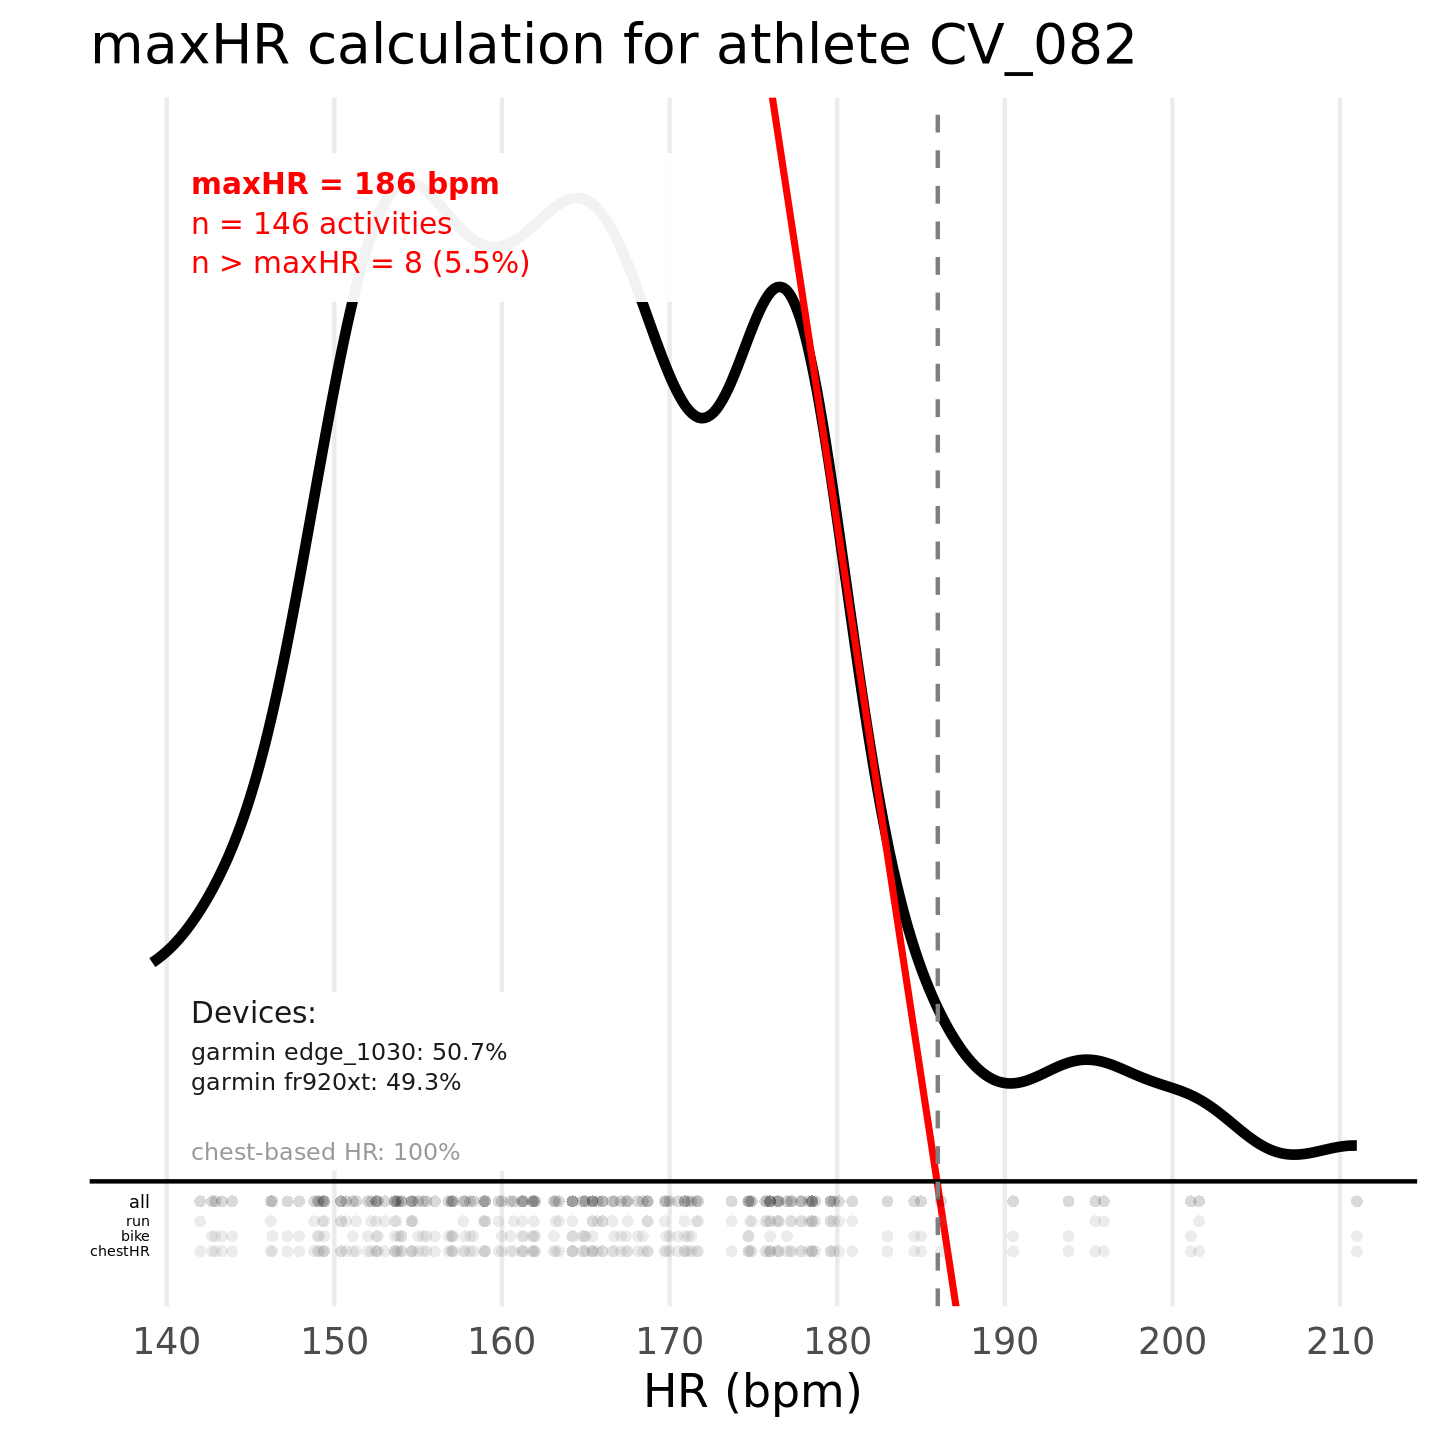 maxHR calculation for athlete CV_082
maxHR = 186 bpm
n = 146 activities
n > maxHR = 8 (5.5%)
Devices:
garmin edge_1030: 50.7%
garmin fr920xt: 49.3%
chest-based HR: 100%
all
run
bike
chestHR
140 150 160 170 180 190 200 210
HR (bpm)